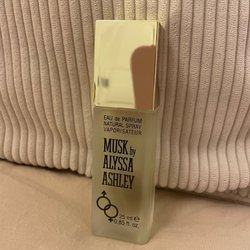 EAU de PARFUM
NATURAL SPRAY
VAPORISATEUR
MUSK by
ALYSSA
ASHLEY
25 ml ℮
0.85 fl. oz.